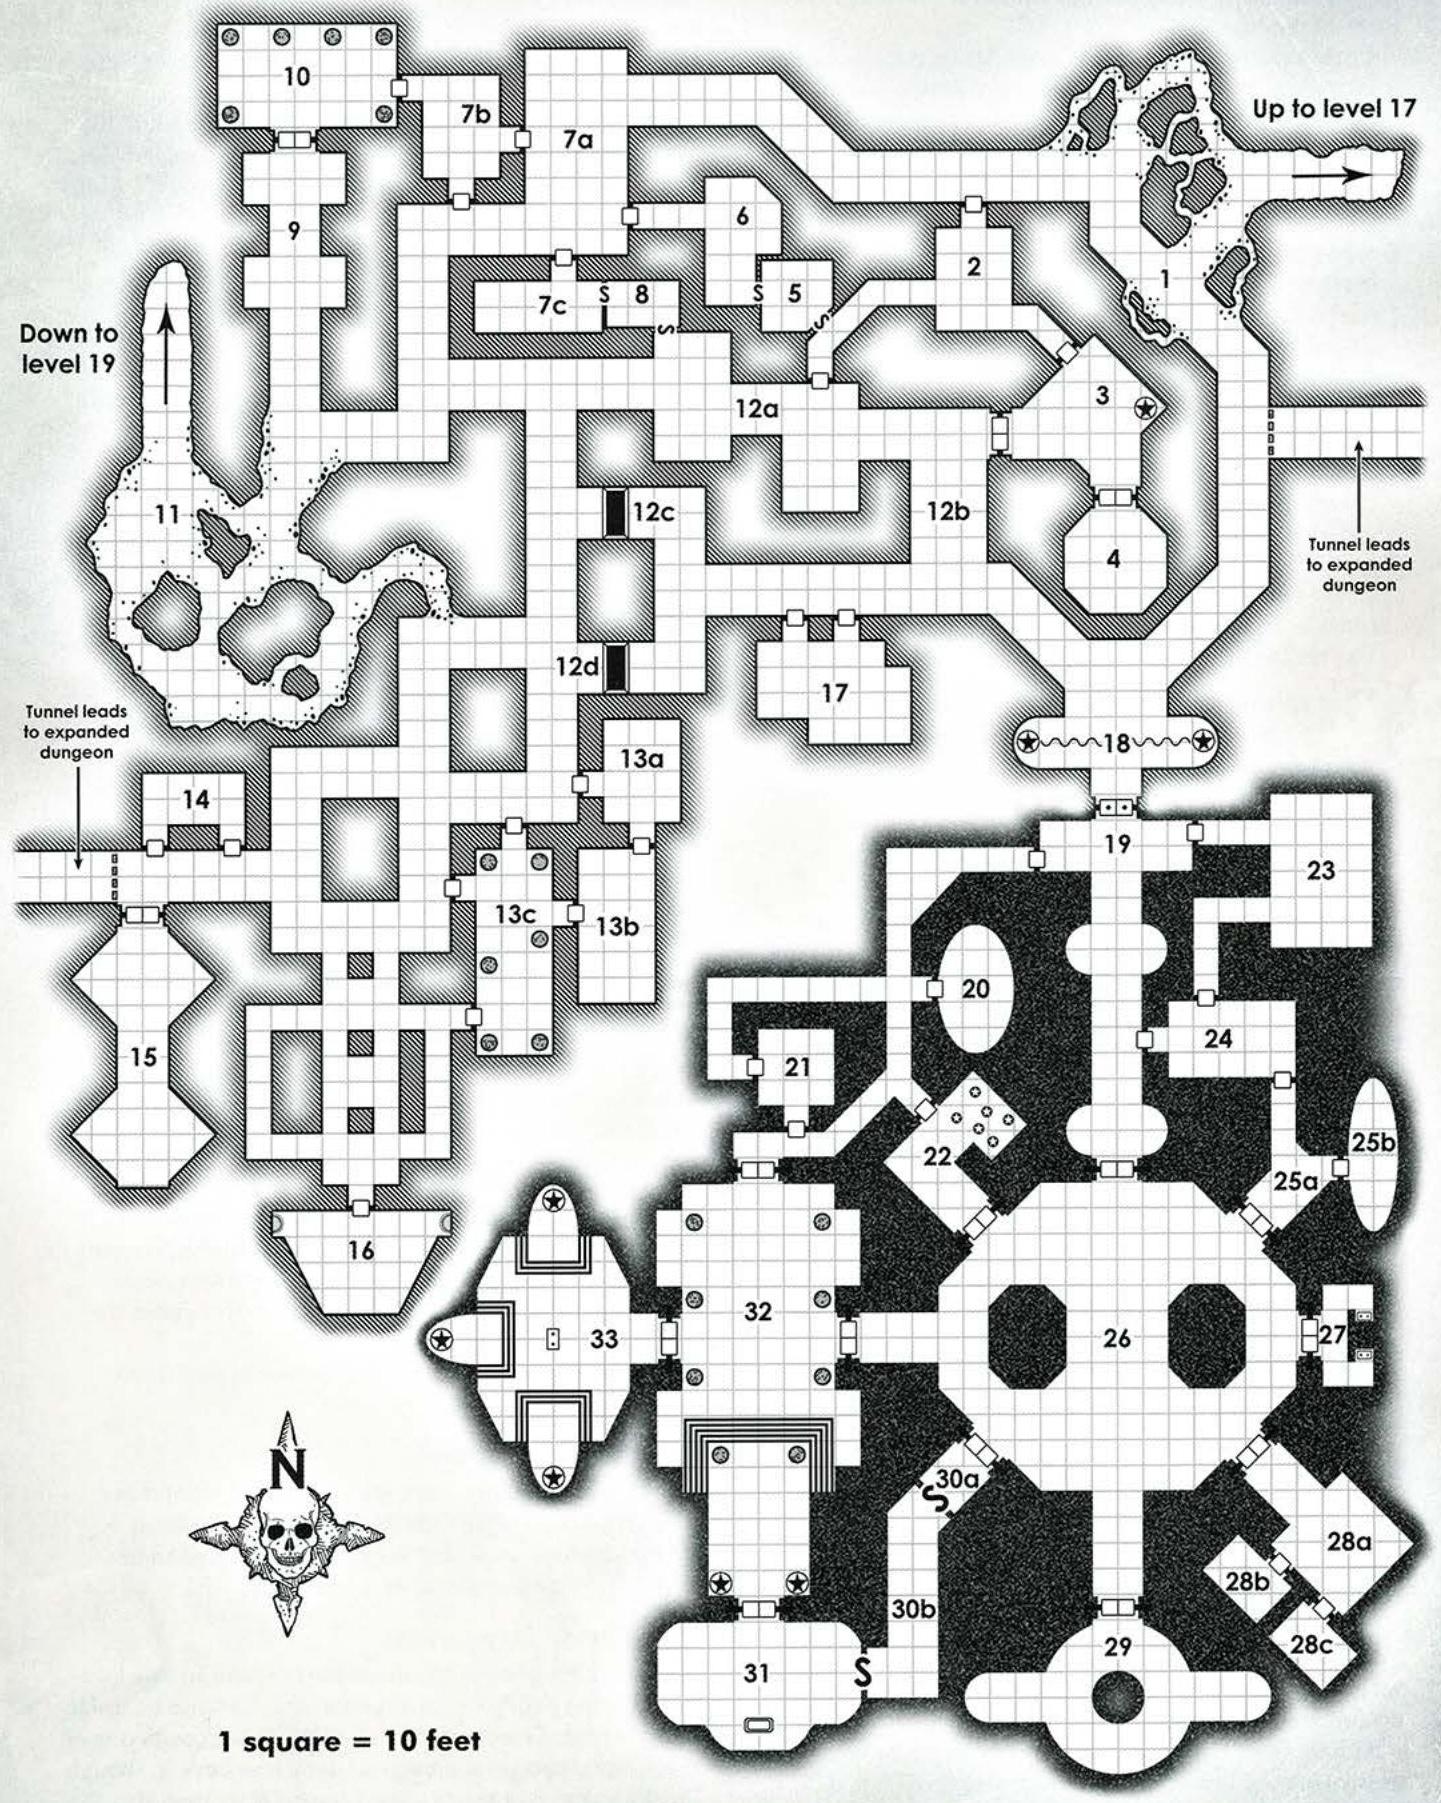 10
7b
7a
Up to level 17
6
9
2
1
7c
S
8
S
5
S
S
Down to
level 19
3
12a
11
12c
12b
4
Tunnel leads
to expanded
dungeon
12d
17
Tunnel leads
to expanded
dungeon
18
13a
14
19
23
13c
13b
20
24
15
21
25b
22
25a
16
32
33
26
27
N
30a
S
28a
28b
30b
28c
29
31
S
1 square = 10 feet